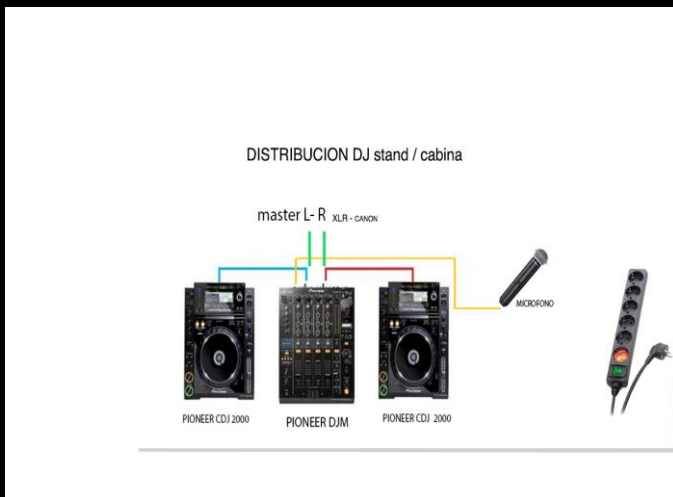 DISTRIBUCION DJ stand / cabina
master L- R XLR - CANON
MICROFONO
PIONEER CDJ 2000
PIONEER DJM
PIONEER CDJ 2000